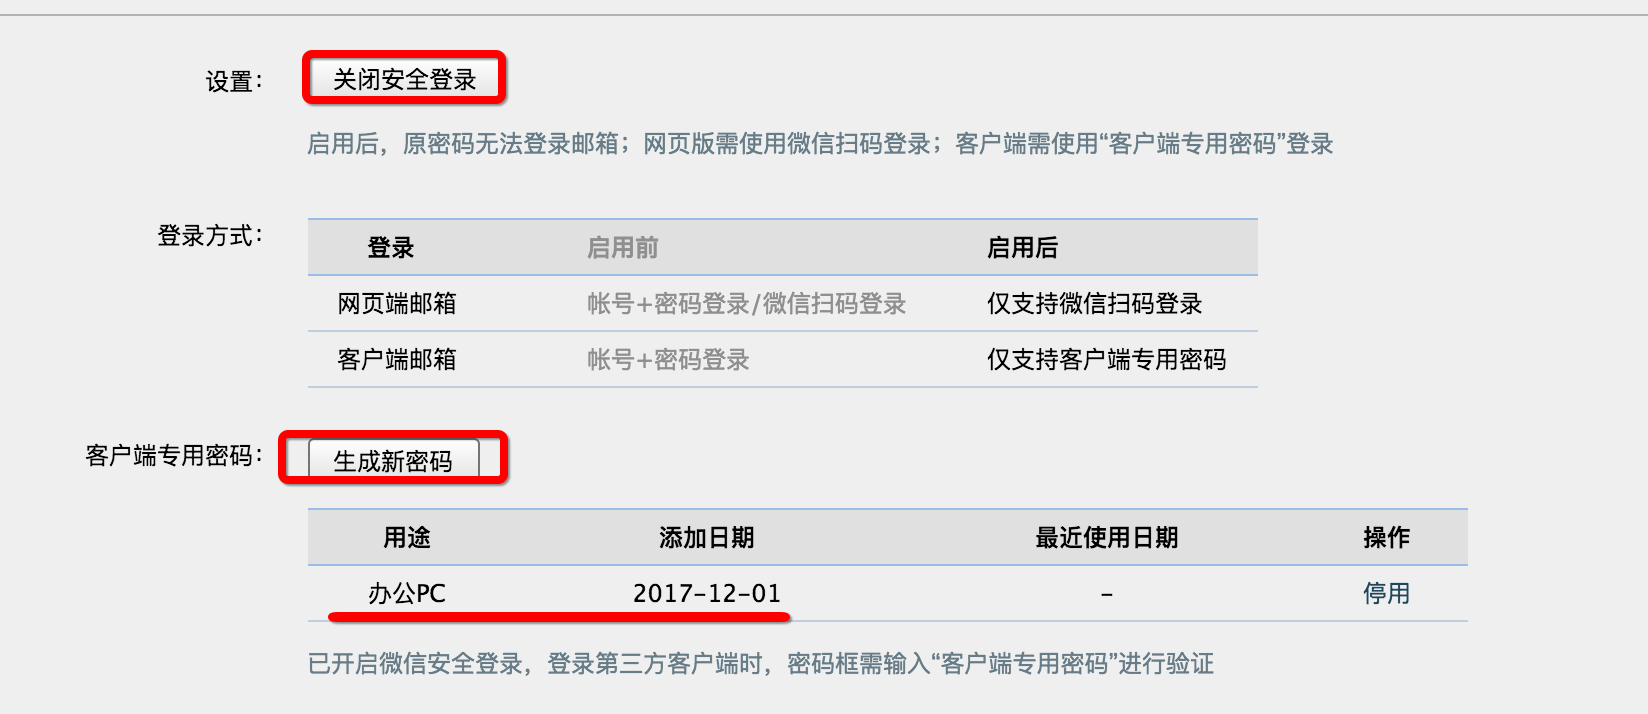 设置： 关闭安全登录
启用后，原密码无法登录邮箱；网页版需使用微信扫码登录；客户端需使用“客户端专用密码”登录
登录方式：
登录 启用前 启用后
网页端邮箱 帐号+密码登录/微信扫码登录 仅支持微信扫码登录
客户端邮箱 帐号+密码登录 仅支持客户端专用密码
客户端专用密码： 生成新密码
用途 添加日期 最近使用日期 操作
办公PC 2017-12-01 - 停用
已开启微信安全登录，登录第三方客户端时，密码框需输入“客户端专用密码”进行验证